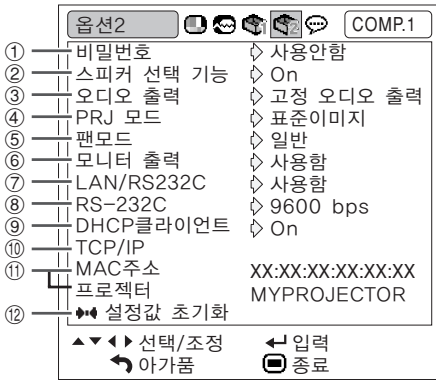 옵션2 COMP.1
① 비밀번호 사용안함
② 스피커 선택 기능 On
③ 오디오 출력 고정 오디오 출력
④ PRJ 모드 표준이미지
⑤ 팬모드 일반
⑥ 모니터 출력 사용함
⑦ LAN/RS232C 사용함
⑧ RS-232C 9600 bps
⑨ DHCP클라이언트 On
⑩ TCP/IP
⑪ MAC주소 XX:XX:XX:XX:XX:XX
프로젝터 MYPROJECTOR
⑫ 설정값 초기화
선택/조정 입력
아가품 종료